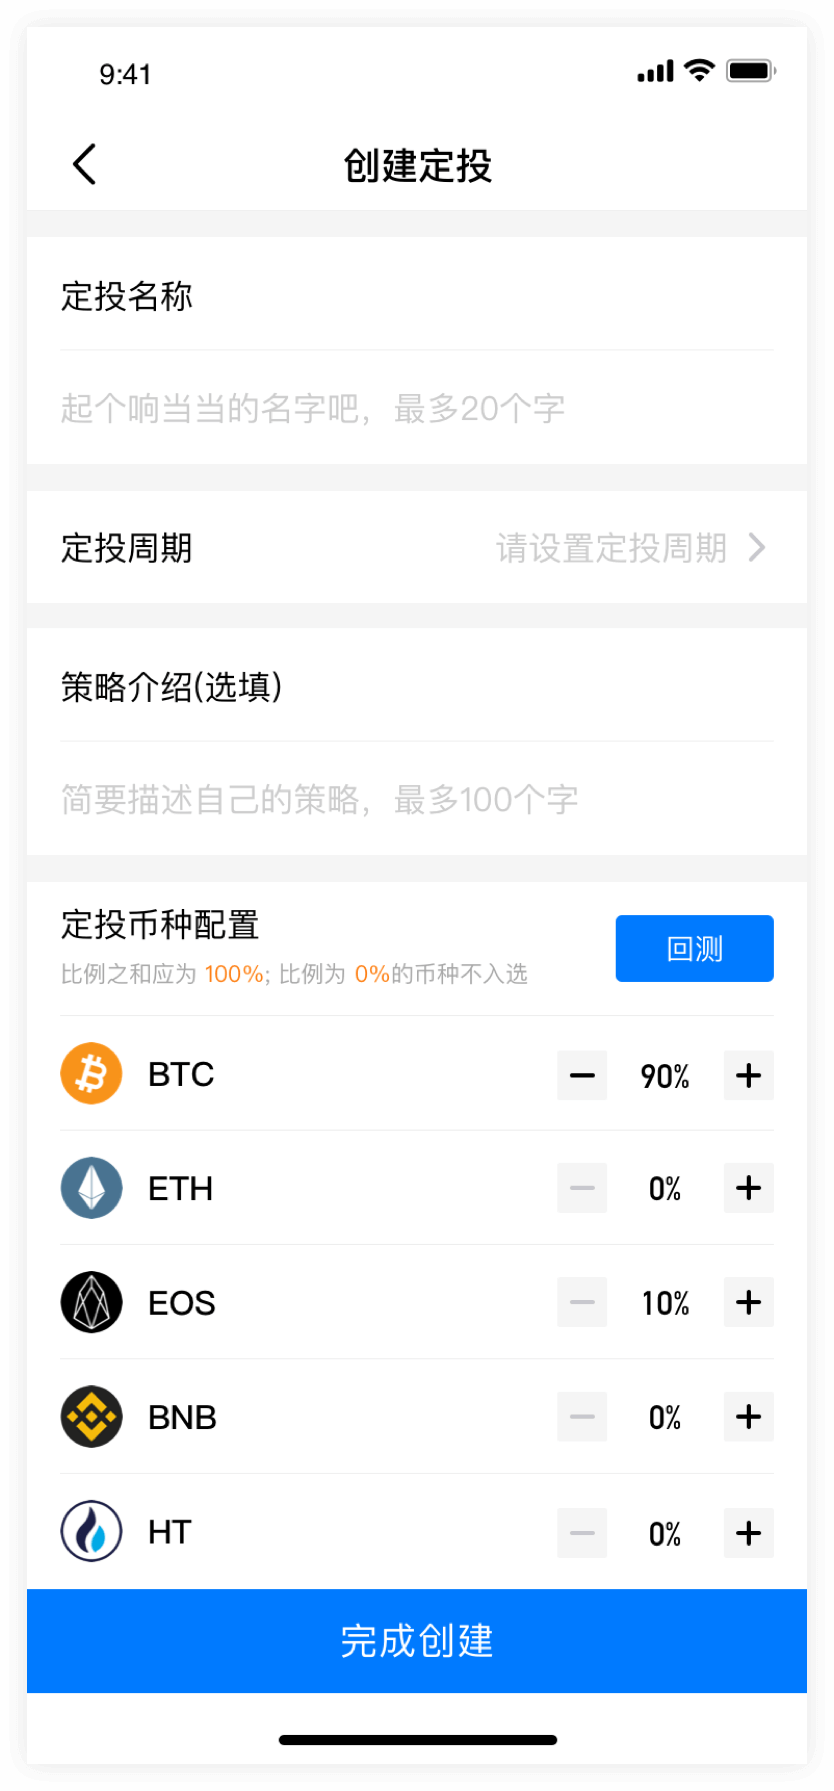 9:41
创建定投
定投名称
起个响当当的名字吧，最多20个字
定投周期 请设置定投周期
策略介绍(选填)
简要描述自己的策略，最多100个字
定投币种配置
比例之和应为 100%; 比例为 0%的币种不入选
回测
BTC 90%
ETH 0%
EOS 10%
BNB 0%
HT 0%
完成创建